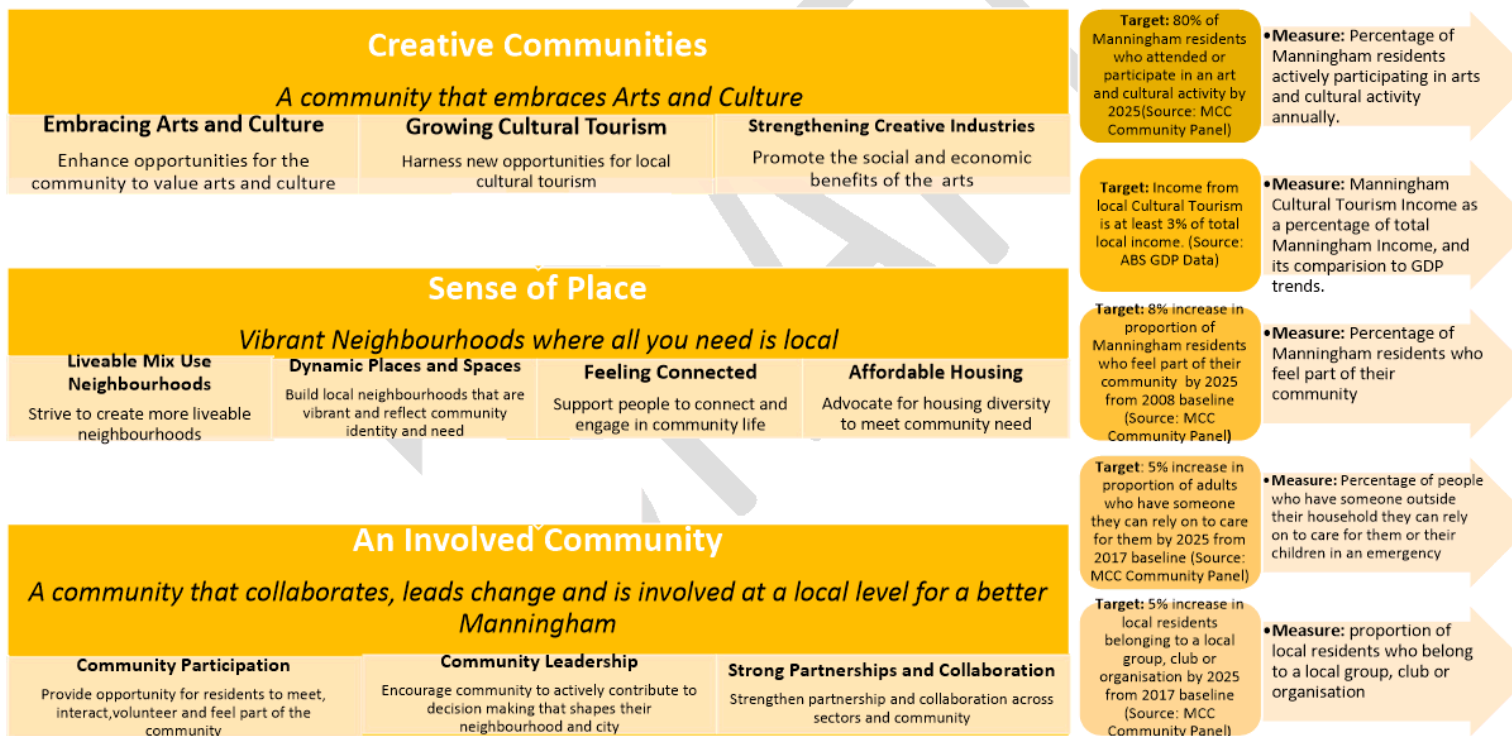 Creative Communities
A community that embraces Arts and Culture
Embracing Arts and Culture
Enhance opportunities for the
community to value arts and culture
Growing Cultural Tourism
Harness new opportunities for local
cultural tourism
Strengthening Creative Industries
Promote the social and economic
benefits of the arts
Target: 80% of
Manningham residents
who attended or
participate in an art
and cultural activity by
2025(Source: MCC
Community Panel)
•Measure: Percentage of
Manningham residents
actively participating in arts
and cultural activity
annually.
Target: Income from
local Cultural Tourism
is at least 3% of total
local income. (Source:
ABS GDP Data)
•Measure: Manningham
Cultural Tourism Income as
a percentage of total
Manningham Income, and
its comparision to GDP
trends.
Sense of Place
Vibrant Neighbourhoods where all you need is local
Liveable Mix Use
Neighbourhoods
Strive to create more liveable
neighbourhoods
Dynamic Places and Spaces
Build local neighbourhoods that are
vibrant and reflect community
identity and need
Feeling Connected
Support people to connect and
engage in community life
Affordable Housing
Advocate for housing diversity
to meet community need
Target: 8% increase in
proportion of
Manningham residents
who feel part of their
community by 2025
from 2008 baseline
(Source: MCC
Community Panel)
•Measure: Percentage of
Manningham residents who
feel part of their
community
Target: 5% increase in
proportion of adults
who have someone
they can rely on to care
for them by 2025 from
2017 baseline (Source:
MCC Community Panel)
•Measure: Percentage of people
who have someone outside
their household they can rely
on to care for them or their
children in an emergency
An Involved Community
A community that collaborates, leads change and is involved at a local level for a better
Manningham
Community Participation
Provide opportunity for residents to meet,
interact,volunteer and feel part of the
community
Community Leadership
Encourage community to actively contribute to
decision making that shapes their
neighbourhood and city
Strong Partnerships and Collaboration
Strengthen partnership and collaboration across
sectors and community
Target: 5% increase in
local residents
belonging to a local
group, club or
organisation by 2025
from 2017 baseline
(Source: MCC
Community Panel)
•Measure: proportion of
local residents who belong
to a local group, club or
organisation